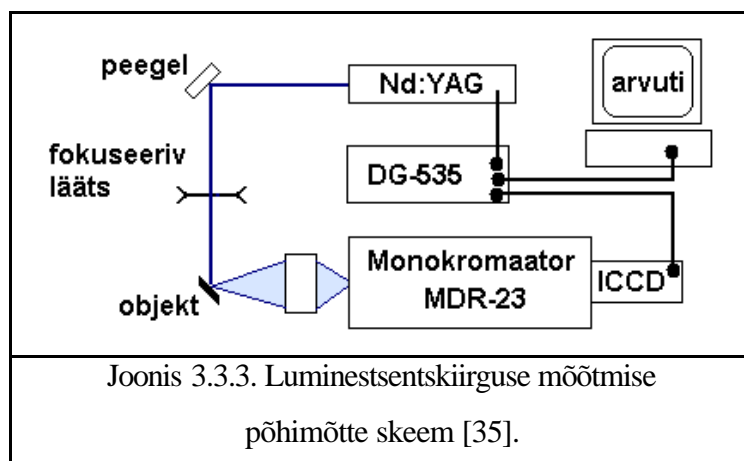 peegel
Nd:YAG
arvuti
fokuseeriv
lääts
DG-535
Monokromaator
MDR-23
ICCD
objekt
Joonis 3.3.3. Luminestsentskiirguse mõõtmise
põhimõtte skeem [35].